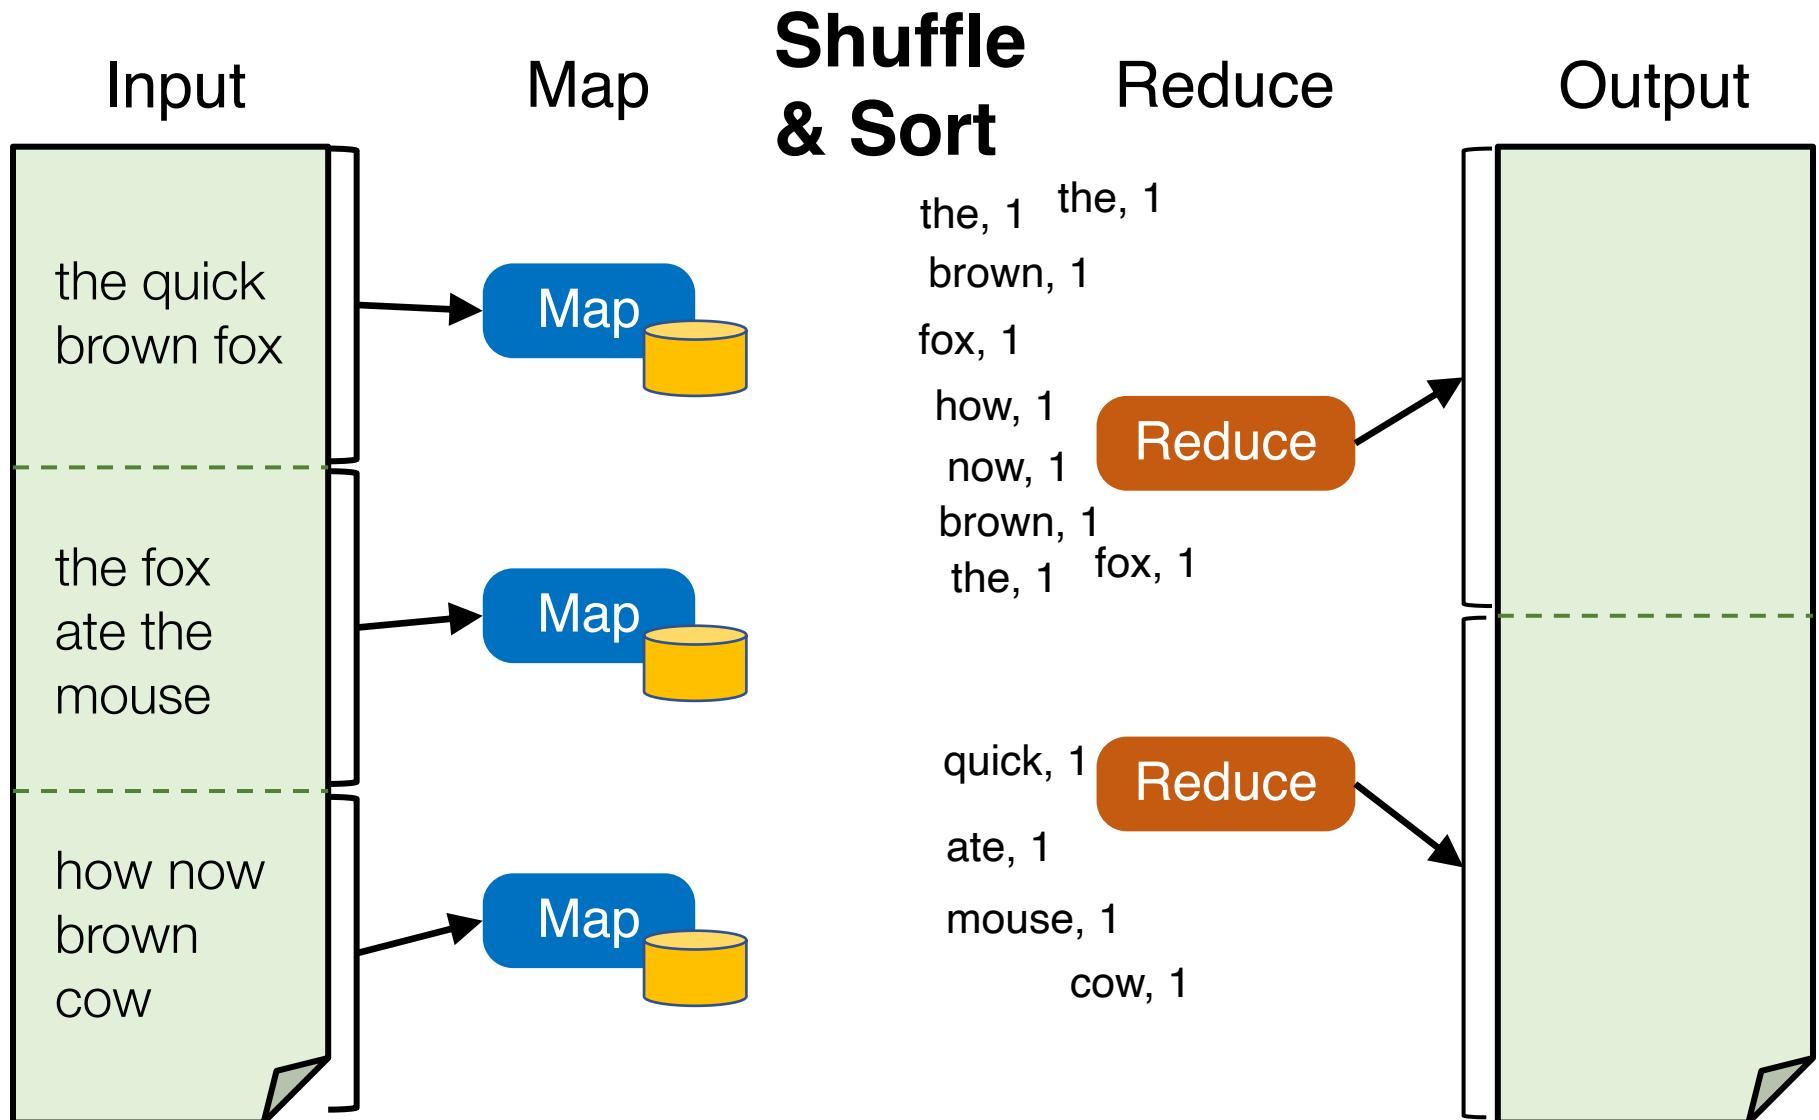 Input
Map
Shuffle
& Sort
Reduce
Output
the quick
brown fox
the fox
ate the
mouse
how now
brown
cow
Map
Map
Map
the, 1
the, 1
brown, 1
fox, 1
how, 1
now, 1
brown, 1
the, 1
fox, 1
quick, 1
ate, 1
mouse, 1
cow, 1
Reduce
Reduce